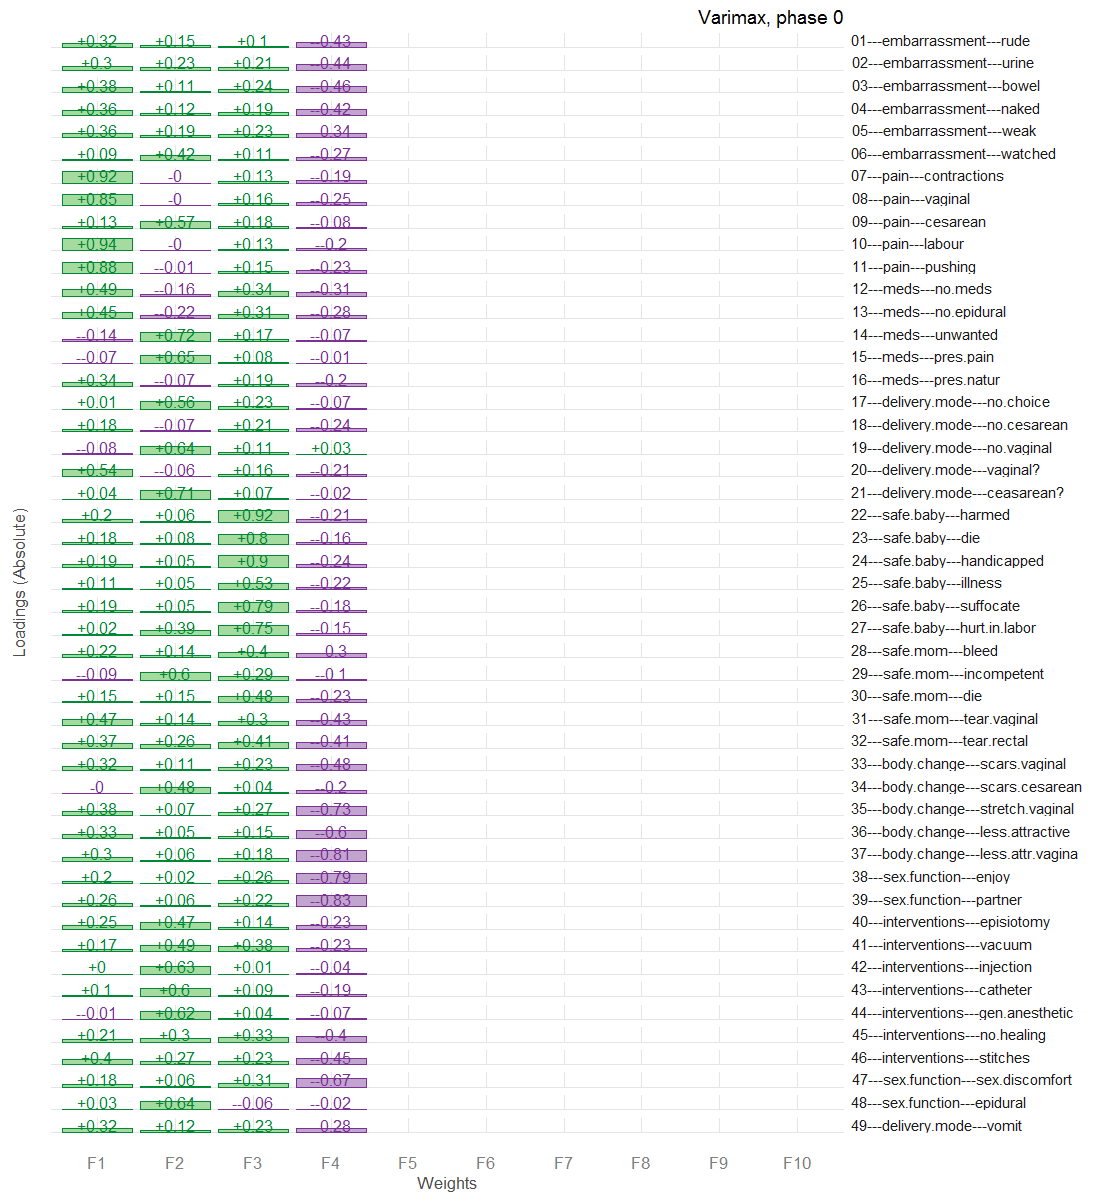 Varimax, phase 0
+0.32 +0.15 +0.1 --0.43 01---embarrassment---rude
+0.3 +0.23 +0.21 --0.44 02---embarrassment---urine
+0.38 +0.11 +0.24 --0.46 03---embarrassment---bowel
+0.36 +0.12 +0.19 --0.42 04---embarrassment---naked
+0.36 +0.19 +0.23 --0.34 05---embarrassment---weak
+0.09 +0.42 +0.11 --0.27 06---embarrassment---watched
+0.92 -0 +0.13 --0.19 07---pain---contractions
+0.85 -0 +0.16 --0.25 08---pain---vaginal
+0.13 +0.57 +0.18 --0.08 09---pain---cesarean
+0.94 -0 +0.13 --0.2 10---pain---labour
+0.88 --0.01 +0.15 --0.23 11---pain---pushing
+0.49 --0.16 +0.34 --0.31 12---meds---no.meds
+0.45 --0.22 +0.31 --0.28 13---meds---no.epidural
--0.14 +0.72 +0.17 --0.07 14---meds---unwanted
--0.07 +0.65 +0.08 --0.01 15---meds---pres.pain
+0.34 --0.07 +0.19 --0.2 16---meds---pres.natur
+0.01 +0.56 +0.23 --0.07 17---delivery.mode---no.choice
+0.18 --0.07 +0.21 --0.24 18---delivery.mode---no.cesarean
--0.08 +0.64 +0.11 +0.03 19---delivery.mode---no.vaginal
+0.54 --0.06 +0.16 --0.21 20---delivery.mode---vaginal?
+0.04 +0.71 +0.07 --0.02 21---delivery.mode---ceasarean?
+0.2 +0.06 +0.92 --0.21 22---safe.baby---harmed
+0.18 +0.08 +0.8 --0.16 23---safe.baby---die
+0.19 +0.05 +0.9 --0.24 24---safe.baby---handicapped
+0.11 +0.05 +0.53 --0.22 25---safe.baby---illness
+0.19 +0.05 +0.79 --0.18 26---safe.baby---suffocate
+0.02 +0.39 +0.75 --0.15 27---safe.baby---hurt.in.labor
+0.22 +0.14 +0.4 --0.3 28---safe.mom---bleed
--0.09 +0.6 +0.29 --0.1 29---safe.mom---incompetent
+0.15 +0.15 +0.48 --0.23 30---safe.mom---die
+0.47 +0.14 +0.3 --0.43 31---safe.mom---tear.vaginal
+0.37 +0.26 +0.41 --0.41 32---safe.mom---tear.rectal
+0.32 +0.11 +0.23 --0.48 33---body.change---scars.vaginal
-0 +0.48 +0.04 --0.2 34---body.change---scars.cesarean
+0.38 +0.07 +0.27 --0.73 35---body.change---stretch.vaginal
+0.33 +0.05 +0.15 --0.6 36---body.change---less.attractive
+0.3 +0.06 +0.18 --0.81 37---body.change---less.attr.vagina
+0.2 +0.02 +0.26 --0.79 38---sex.function---enjoy
+0.26 +0.06 +0.22 --0.83 39---sex.function---partner
+0.25 +0.47 +0.14 --0.23 40---interventions---episiotomy
+0.17 +0.49 +0.38 --0.23 41---interventions---vacuum
+0 +0.63 +0.01 --0.04 42---interventions---injection
+0.1 +0.6 +0.09 --0.19 43---interventions---catheter
--0.01 +0.62 +0.04 --0.07 44---interventions---gen.anesthetic
+0.21 +0.3 +0.33 --0.4 45---interventions---no.healing
+0.4 +0.27 +0.23 --0.45 46---interventions---stitches
+0.18 +0.06 +0.31 --0.67 47---sex.function---sex.discomfort
+0.03 +0.64 --0.06 --0.02 48---sex.function---epidural
+0.32 +0.12 +0.23 --0.28 49---delivery.mode---vomit
Loadings (Absolute)
F1 F2 F3 F4 F5 F6 F7 F8 F9 F10
Weights